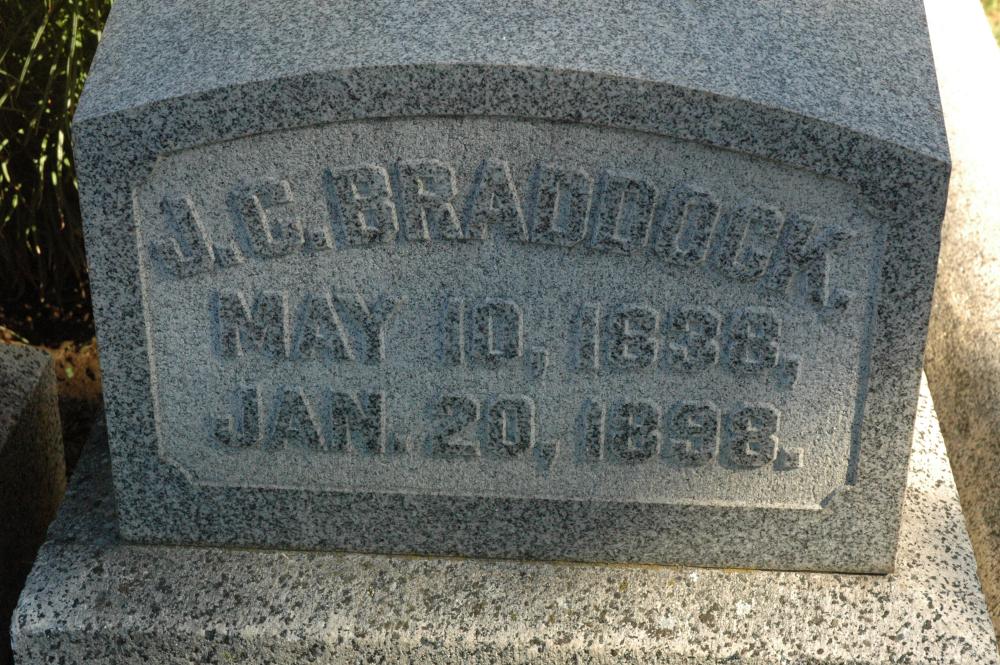 J. C. BRADDOCK,
MAY 10, 1838,
JAN. 20, 1898.